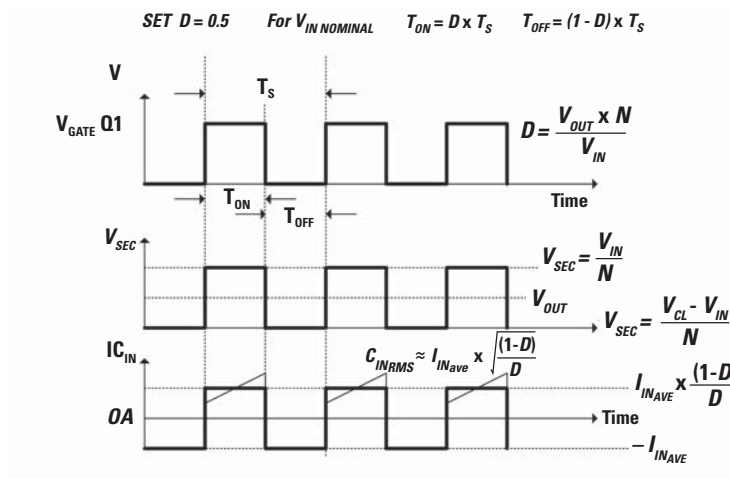 SET D = 0.5 For V_IN NOMINAL T_ON = D x T_S T_OFF = (1 - D) x T_S
V
T_S
V_GATE Q1
D = V_OUT x N / V_IN
Time
T_ON
T_OFF
V_SEC
V_SEC = V_IN / N
V_OUT
V_SEC = V_CL - V_IN / N
IC_IN
C_INRMS ≈ I_INave x √(1-D) / D
I_INAVE x (1-D / D
0A
Time
– I_INAVE